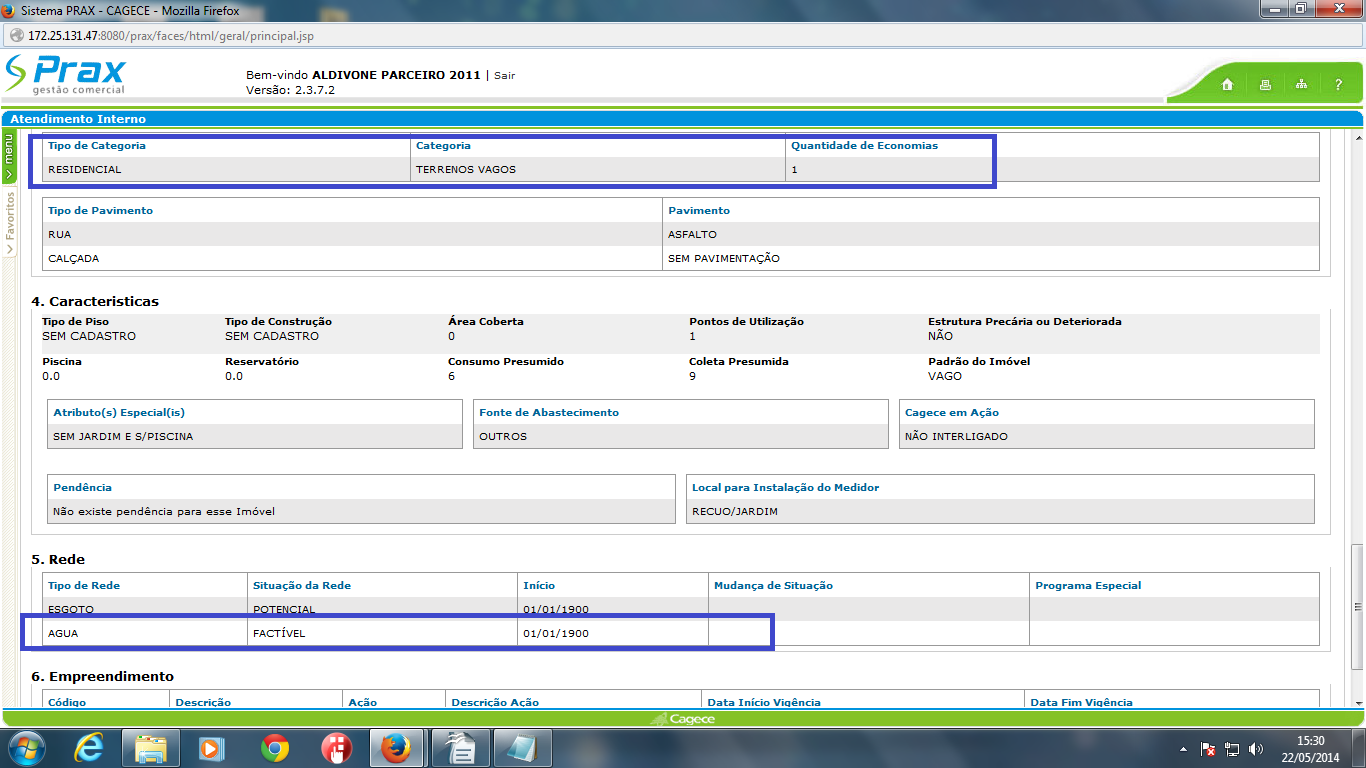 Sistema PRAX - CAGECE - Mozilla Firefox
172.25.131.47:8080/prax/faces/html/geral/principal.jsp
Prax
gestão comercial
Bem-vindo ALDIVONE PARCEIRO 2011 | Sair
Versão: 2.3.7.2
?
Atendimento Interno
menu
Favoritos
Tipo de Categoria Categoria Quantidade de Economias
RESIDENCIAL TERRENOS VAGOS 1
Tipo de Pavimento Pavimento
RUA ASFALTO
CALÇADA SEM PAVIMENTAÇÃO
4. Caracteristicas
Tipo de Piso Tipo de Construção Área Coberta Pontos de Utilização Estrutura Precária ou Deteriorada
SEM CADASTRO SEM CADASTRO 0 1 NÃO
Piscina Reservatório Consumo Presumido Coleta Presumida Padrão do Imóvel
0.0 0.0 6 9 VAGO
Atributo(s) Especial(is) Fonte de Abastecimento Cagece em Ação
SEM JARDIM E S/PISCINA OUTROS NÃO INTERLIGADO
Pendência Local para Instalação do Medidor
Não existe pendência para esse Imóvel RECUO/JARDIM
5. Rede
Tipo de Rede Situação da Rede Início Mudança de Situação Programa Especial
ESGOTO POTENCIAL 01/01/1900
AGUA FACTÍVEL 01/01/1900
6. Empreendimento
Código Descrição Ação Descrição Ação Data Início Vigência Data Fim Vigência
Cagece
15:30
22/05/2014